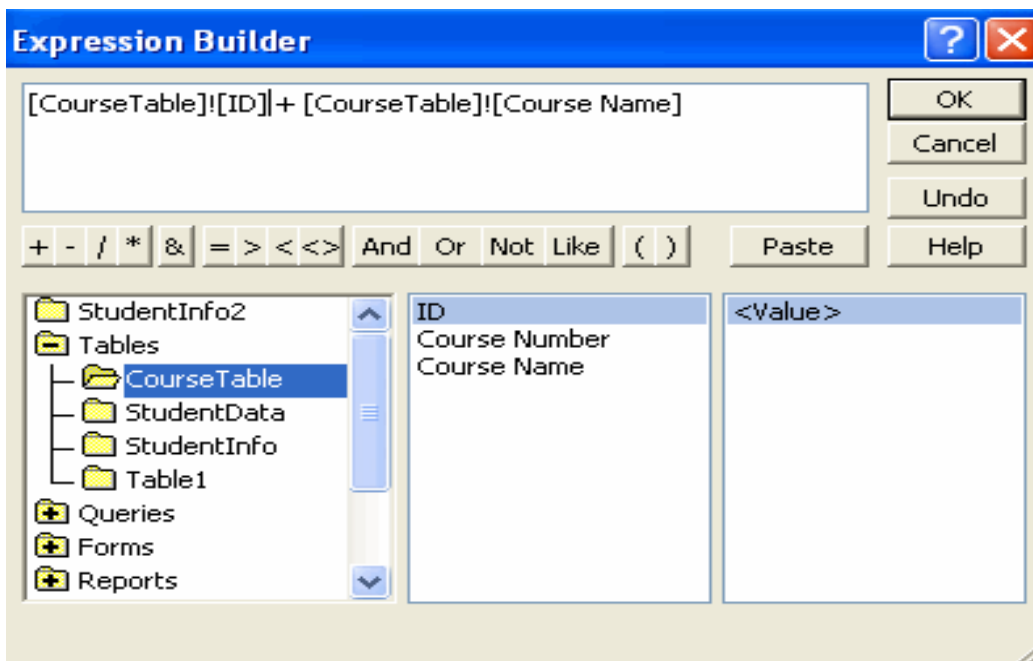 Expression Builder
?
[CourseTable]![ID] + [CourseTable]![Course Name]
OK
Cancel
Undo
+ - / * & = > < <> And Or Not Like ( ) Paste Help
StudentInfo2
Tables
CourseTable
StudentData
StudentInfo
Table1
Queries
Forms
Reports
ID
Course Number
Course Name
<Value>